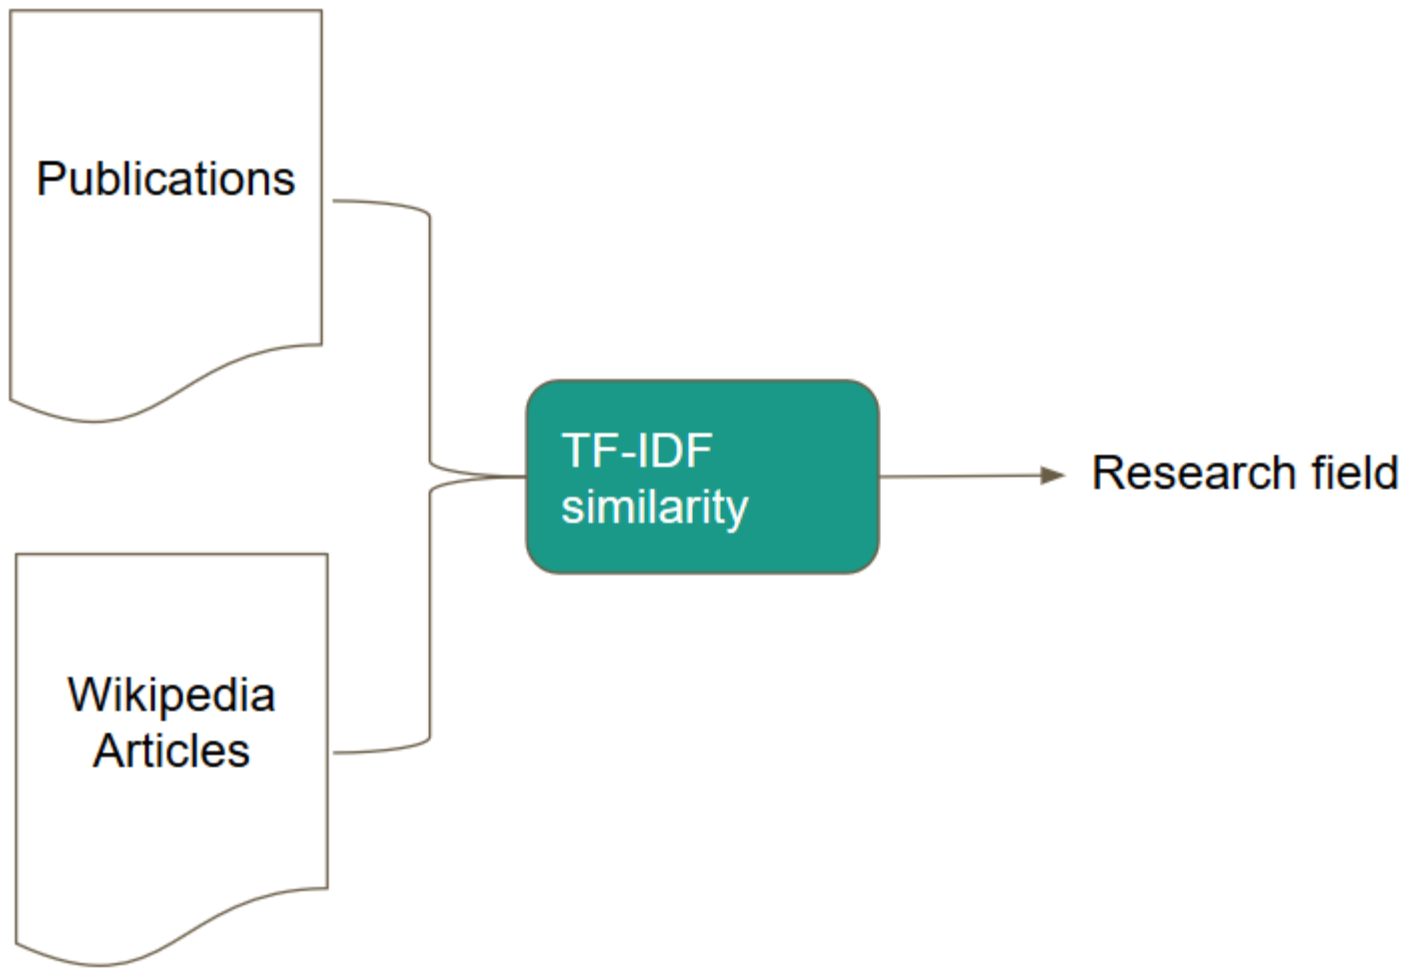 Publications
TF-IDF
similarity
Research field
Wikipedia
Articles